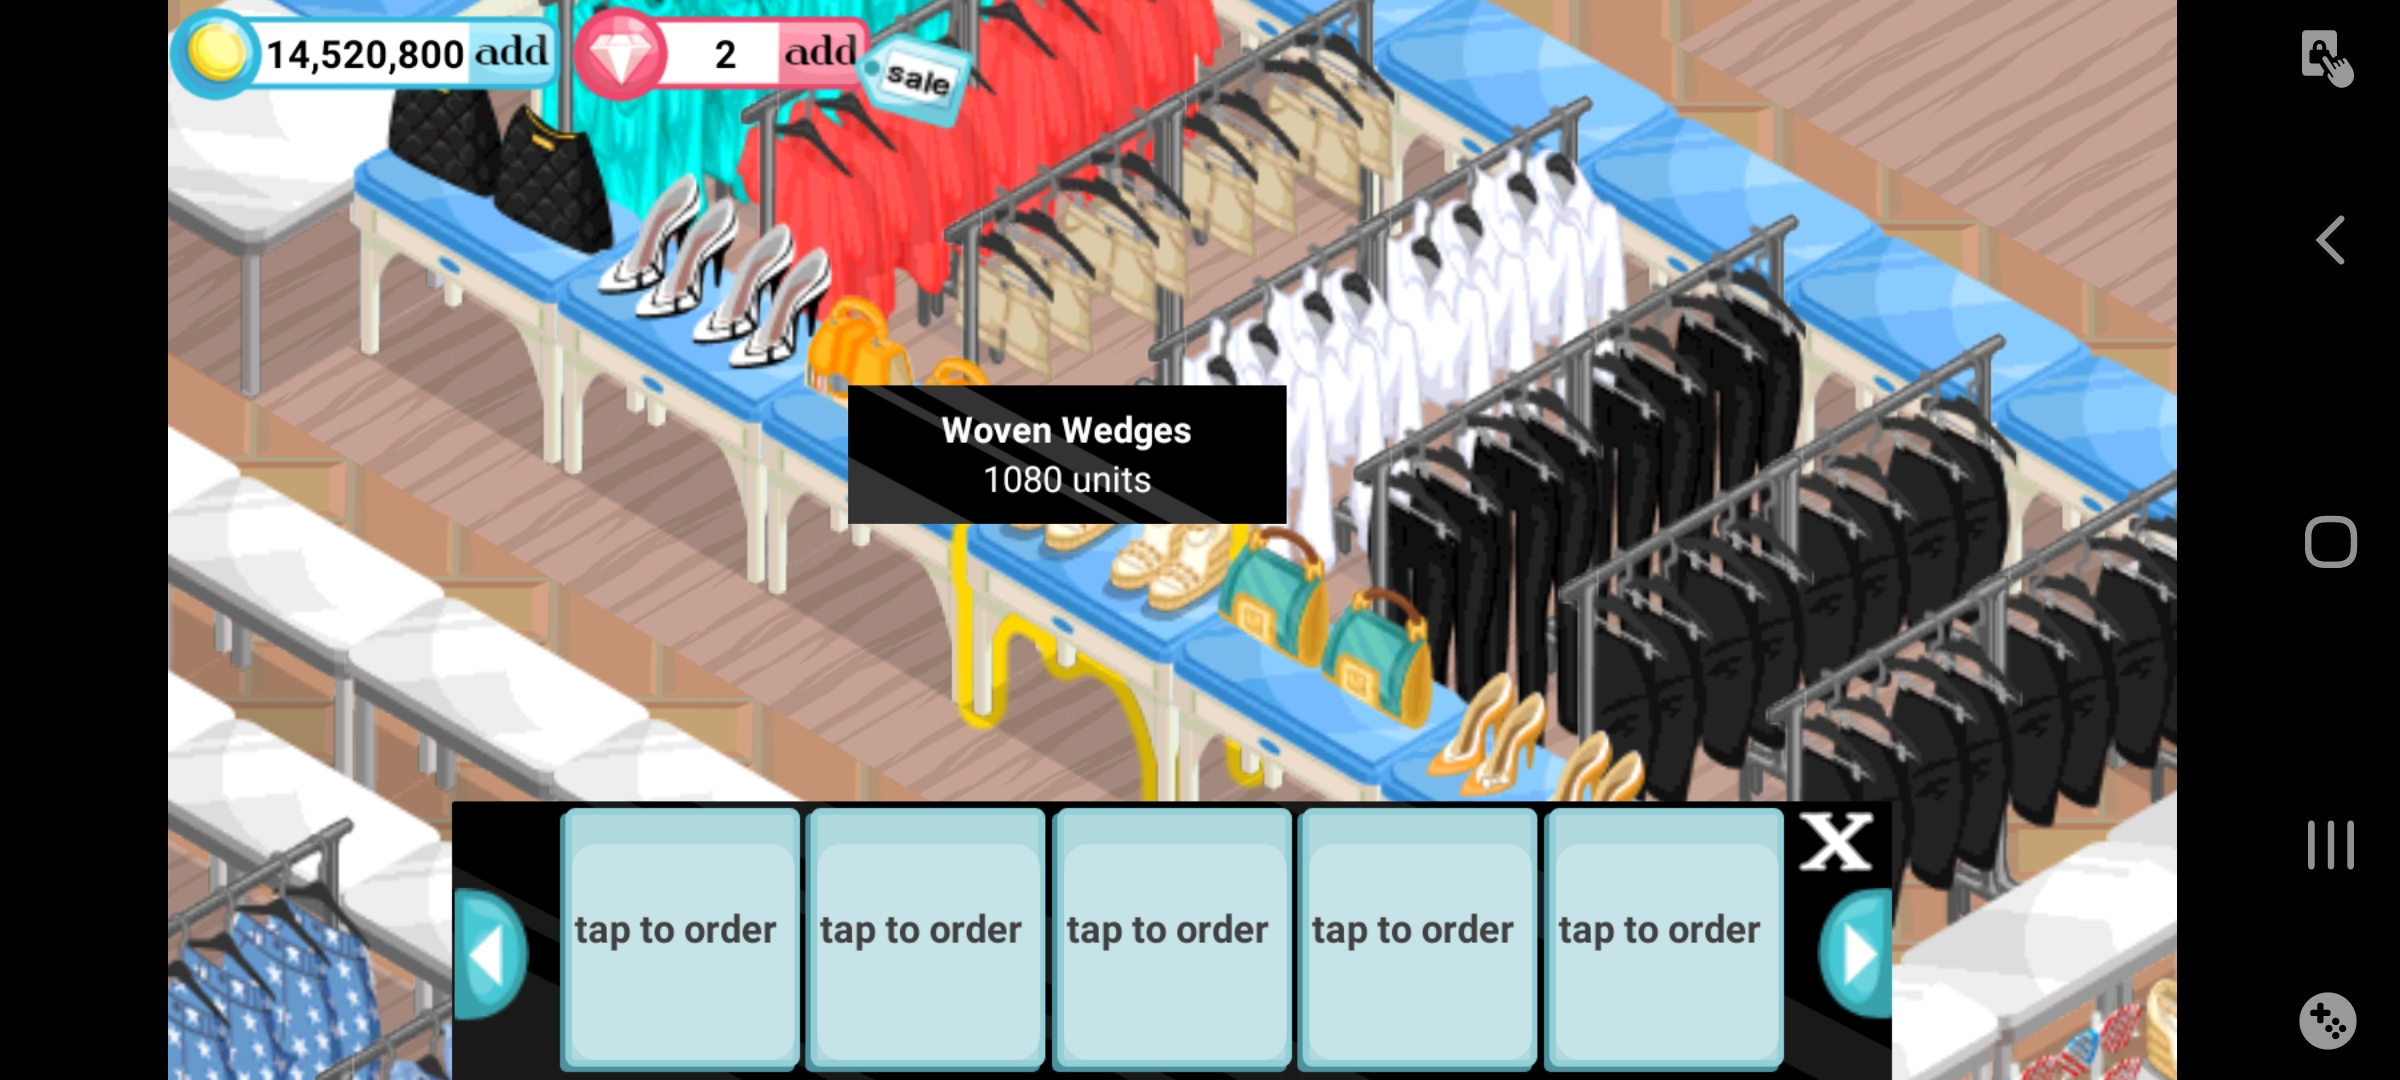 14,520,800 add
2 add
sale
Woven Wedges
1080 units
X
tap to order
tap to order
tap to order
tap to order
tap to order